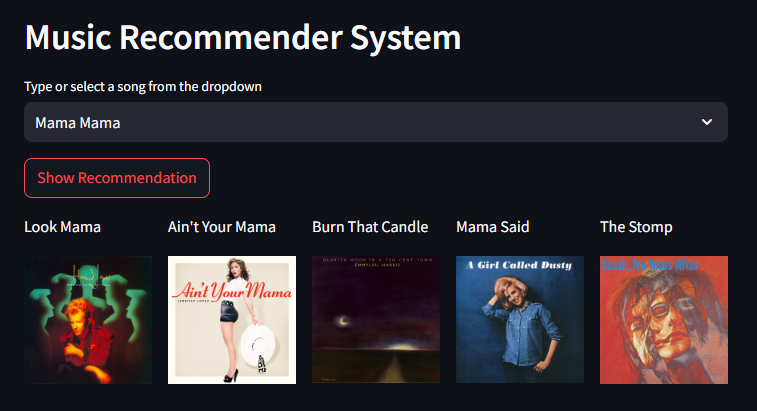 Music Recommender System
Type or select a song from the dropdown
Mama Mama
Show Recommendation
Look Mama
Ain't Your Mama
Burn That Candle
Mama Said
The Stomp
Ain't Your Mama
JENNIFER LOPEZ
QUARTER MOON IN A TEN CENT TOWN
EMMYLOU HARRIS
A Girl Called Dusty
Ssssh. Ten Years After